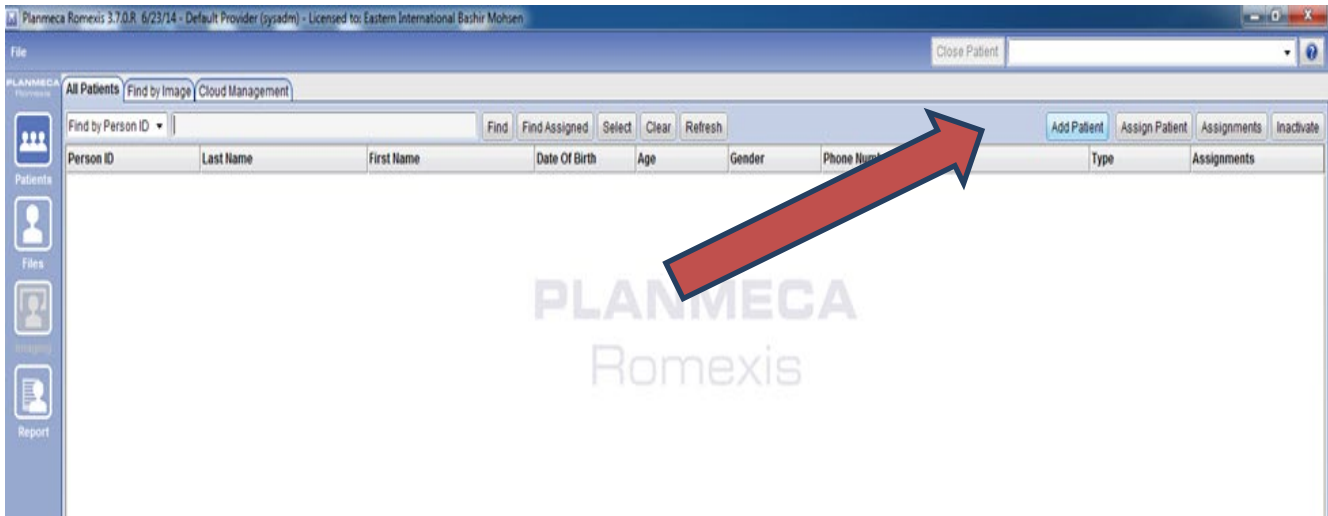 Planmeca Romexis 3.7.0.R 6/23/14 - Default Provider (sysadm) - Licensed to: Eastern International Bashir Mohsen
File Close Patient
PLANMECA
Romexis
All Patients Find by Image Cloud Management
Find by Person ID Find Find Assigned Select Clear Refresh Add Patient Assign Patient Assignments Inactivate
Person ID Last Name First Name Date Of Birth Age Gender Phone Type Assignments
Patients
Files
Imaging
Report
PLANMECA
Romexis